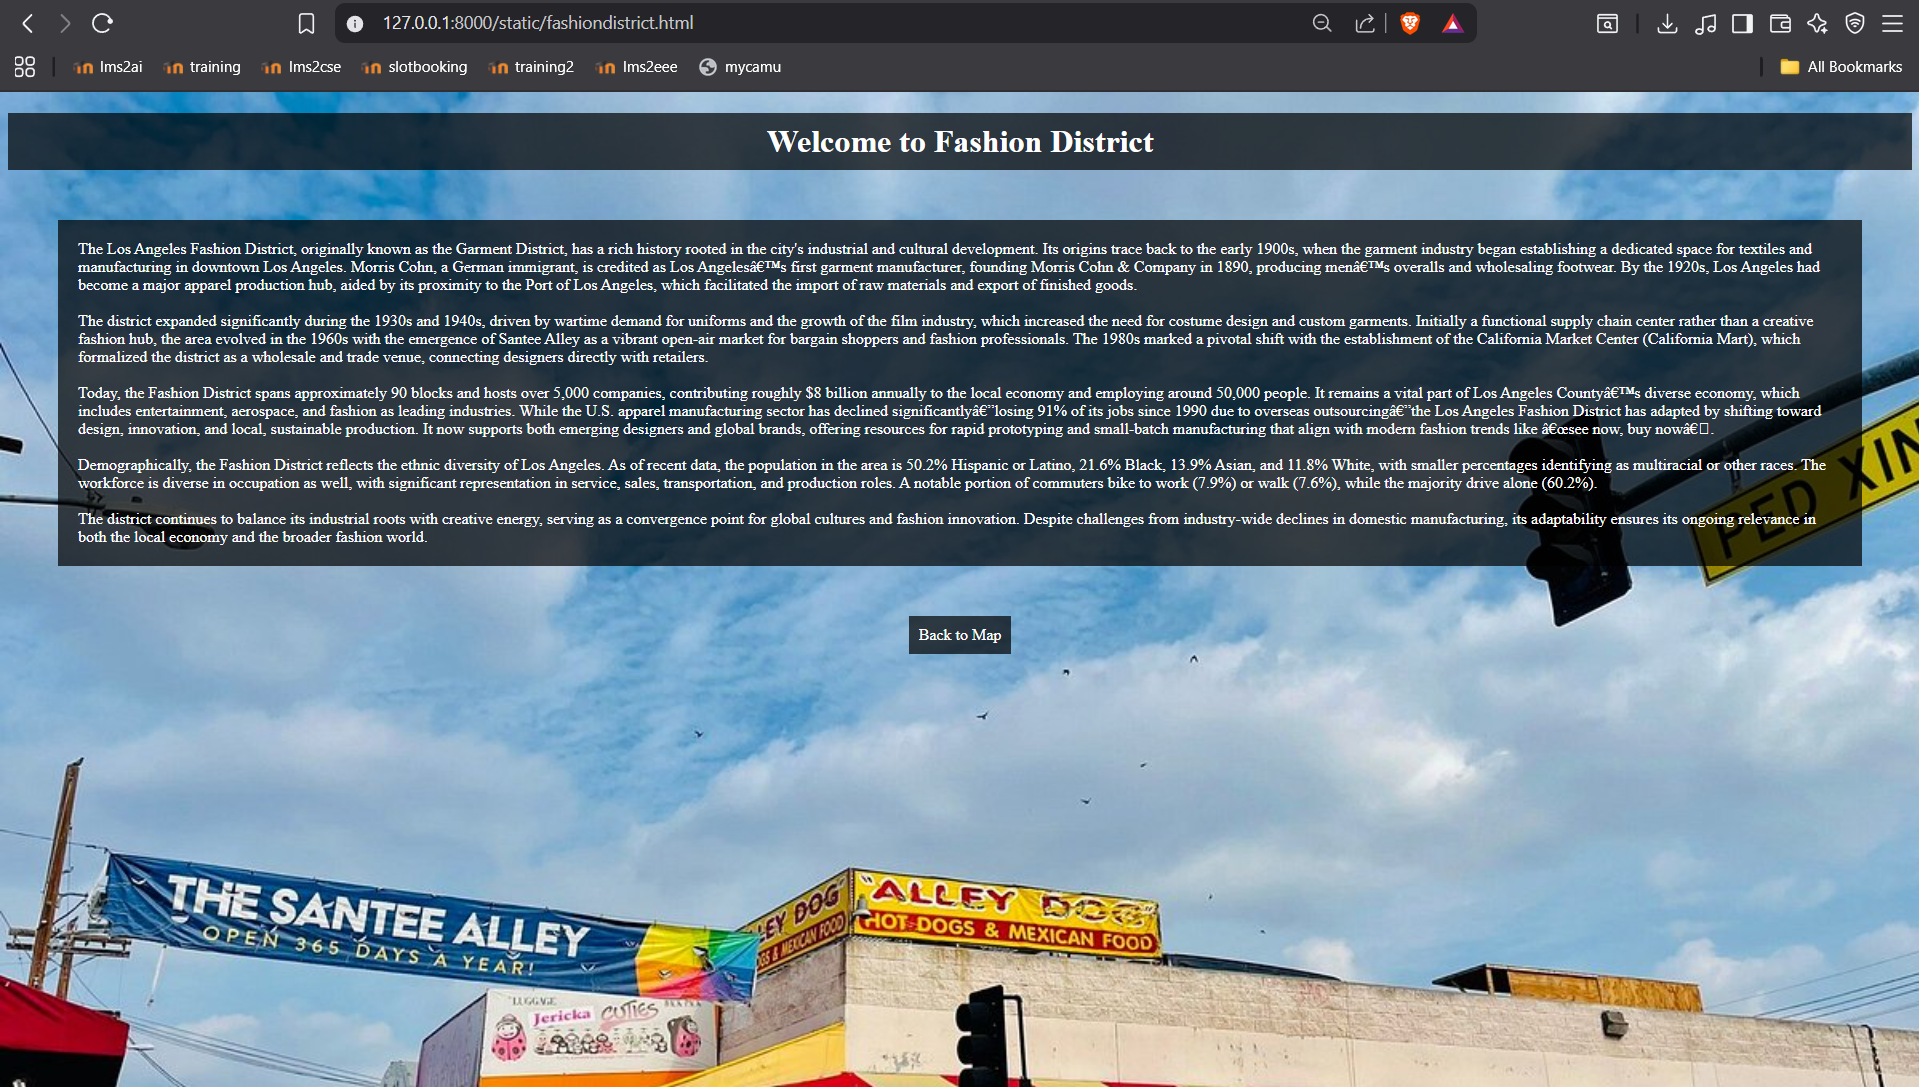 127.0.0.1:8000/static/fashiondistrict.html
lms2ai training lms2cse slotbooking training2 lms2eee mycamu All Bookmarks
Welcome to Fashion District
The Los Angeles Fashion District, originally known as the Garment District, has a rich history rooted in the city's industrial and cultural development. Its origins trace back to the early 1900s, when the garment industry began establishing a dedicated space for textiles and
manufacturing in downtown Los Angeles. Morris Cohn, a German immigrant, is credited as Los Angelesâ€™s first garment manufacturer, founding Morris Cohn & Company in 1890, producing menâ€™s overalls and wholesaling footwear. By the 1920s, Los Angeles had
become a major apparel production hub, aided by its proximity to the Port of Los Angeles, which facilitated the import of raw materials and export of finished goods.
The district expanded significantly during the 1930s and 1940s, driven by wartime demand for uniforms and the growth of the film industry, which increased the need for costume design and custom garments. Initially a functional supply chain center rather than a creative
fashion hub, the area evolved in the 1960s with the emergence of Santee Alley as a vibrant open-air market for bargain shoppers and fashion professionals. The 1980s marked a pivotal shift with the establishment of the California Market Center (California Mart), which
formalized the district as a wholesale and trade venue, connecting designers directly with retailers.
Today, the Fashion District spans approximately 90 blocks and hosts over 5,000 companies, contributing roughly $8 billion annually to the local economy and employing around 50,000 people. It remains a vital part of Los Angeles Countyâ€™s diverse economy, which
includes entertainment, aerospace, and fashion as leading industries. While the U.S. apparel manufacturing sector has declined significantlyâ€”losing 91% of its jobs since 1990 due to overseas outsourcingâ€”the Los Angeles Fashion District has adapted by shifting toward
design, innovation, and local, sustainable production. It now supports both emerging designers and global brands, offering resources for rapid prototyping and small-batch manufacturing that align with modern fashion trends like â€œsee now, buy nowâ€□.
Demographically, the Fashion District reflects the ethnic diversity of Los Angeles. As of recent data, the population in the area is 50.2% Hispanic or Latino, 21.6% Black, 13.9% Asian, and 11.8% White, with smaller percentages identifying as multiracial or other races. The
workforce is diverse in occupation as well, with significant representation in service, sales, transportation, and production roles. A notable portion of commuters bike to work (7.9%) or walk (7.6%), while the majority drive alone (60.2%).
The district continues to balance its industrial roots with creative energy, serving as a convergence point for global cultures and fashion innovation. Despite challenges from industry-wide declines in domestic manufacturing, its adaptability ensures its ongoing relevance in
both the local economy and the broader fashion world.
PED XIN
Back to Map
THE SANTEE ALLEY
OPEN 365 DAYS A YEAR!
EY DOG
GS & MEXICAN FOOD
"ALLEY DOG"
HOT-DOGS & MEXICAN FOOD
LUGGAGE
Jericka CUTIES